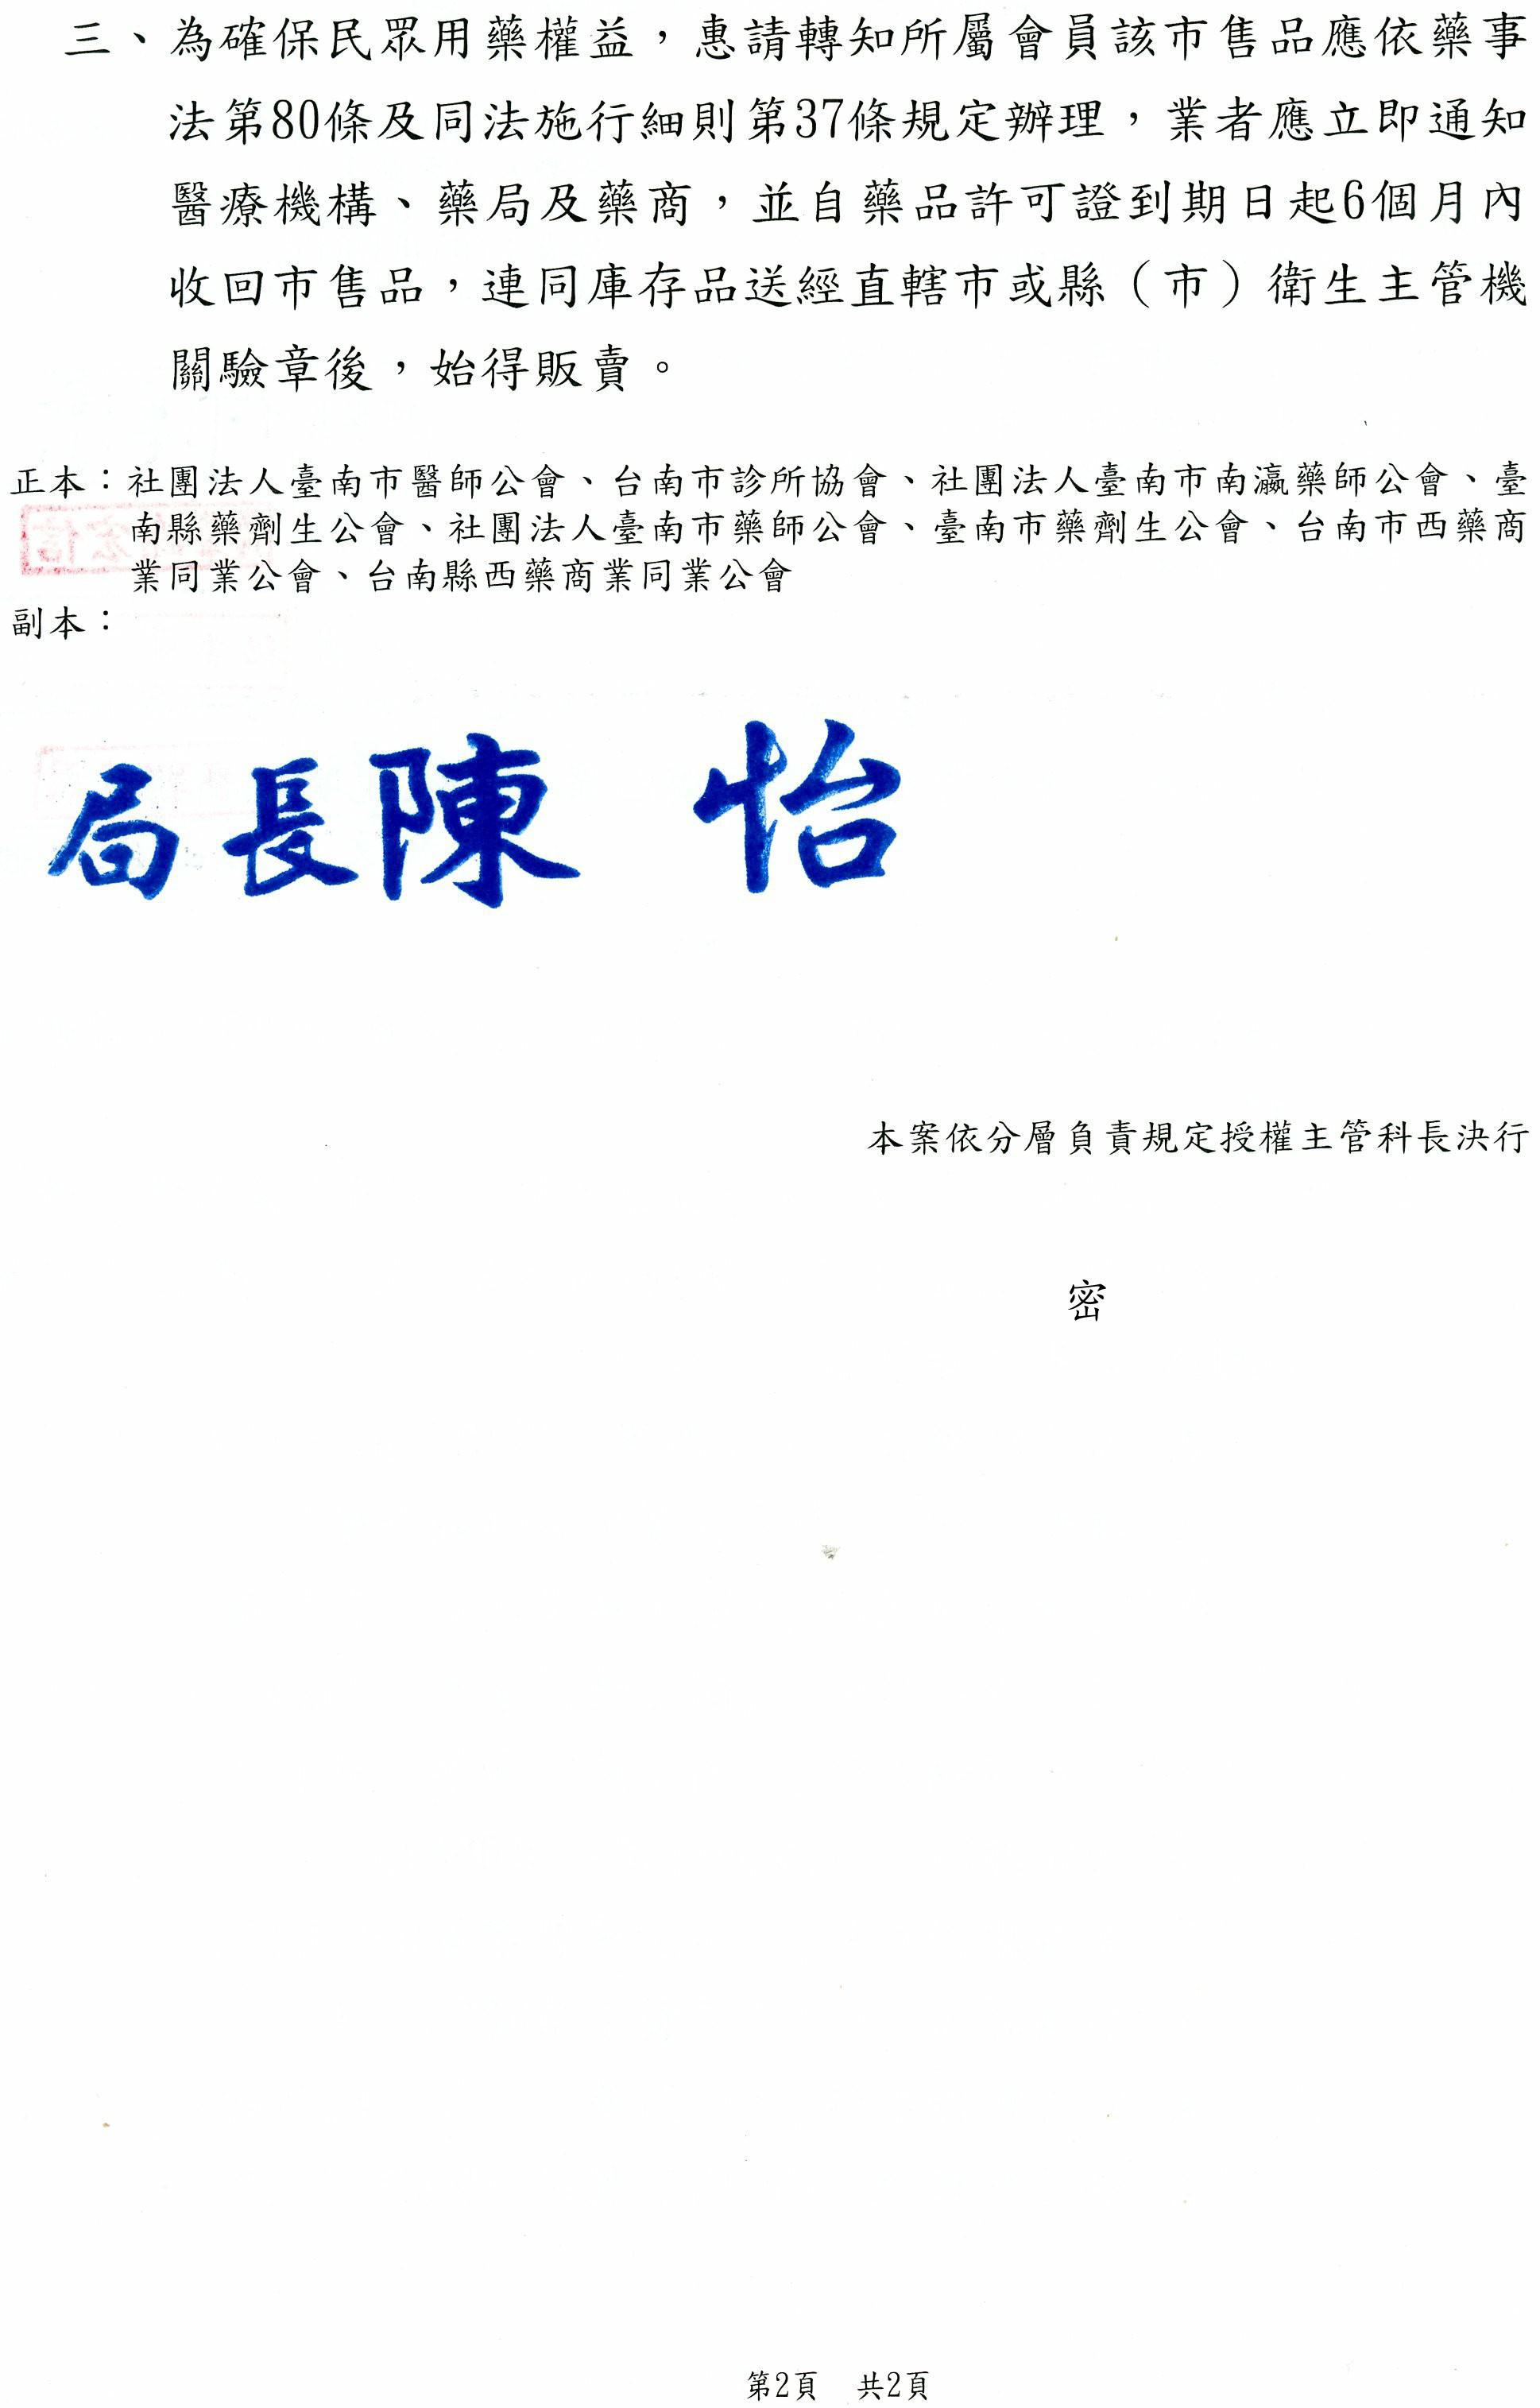 三、為確保民眾用藥權益，惠請轉知所屬會員該市售品應依藥事
法第80條及同法施行細則第37條規定辦理，業者應立即通知
醫療機構、藥局及藥商，並自藥品許可證到期日起6個月內
收回市售品，連同庫存品送經直轄市或縣（市）衛生主管機
關驗章後，始得販賣。
正本：社團法人臺南市醫師公會、台南市診所協會、社團法人臺南市南瀛藥師公會、臺
南縣藥劑生公會、社團法人臺南市藥師公會、臺南市藥劑生公會、台南市西藥商
業同業公會、台南縣西藥商業同業公會
副本：
局長陳 怡
本案依分層負責規定授權主管科長決行
密
第2頁 共2頁